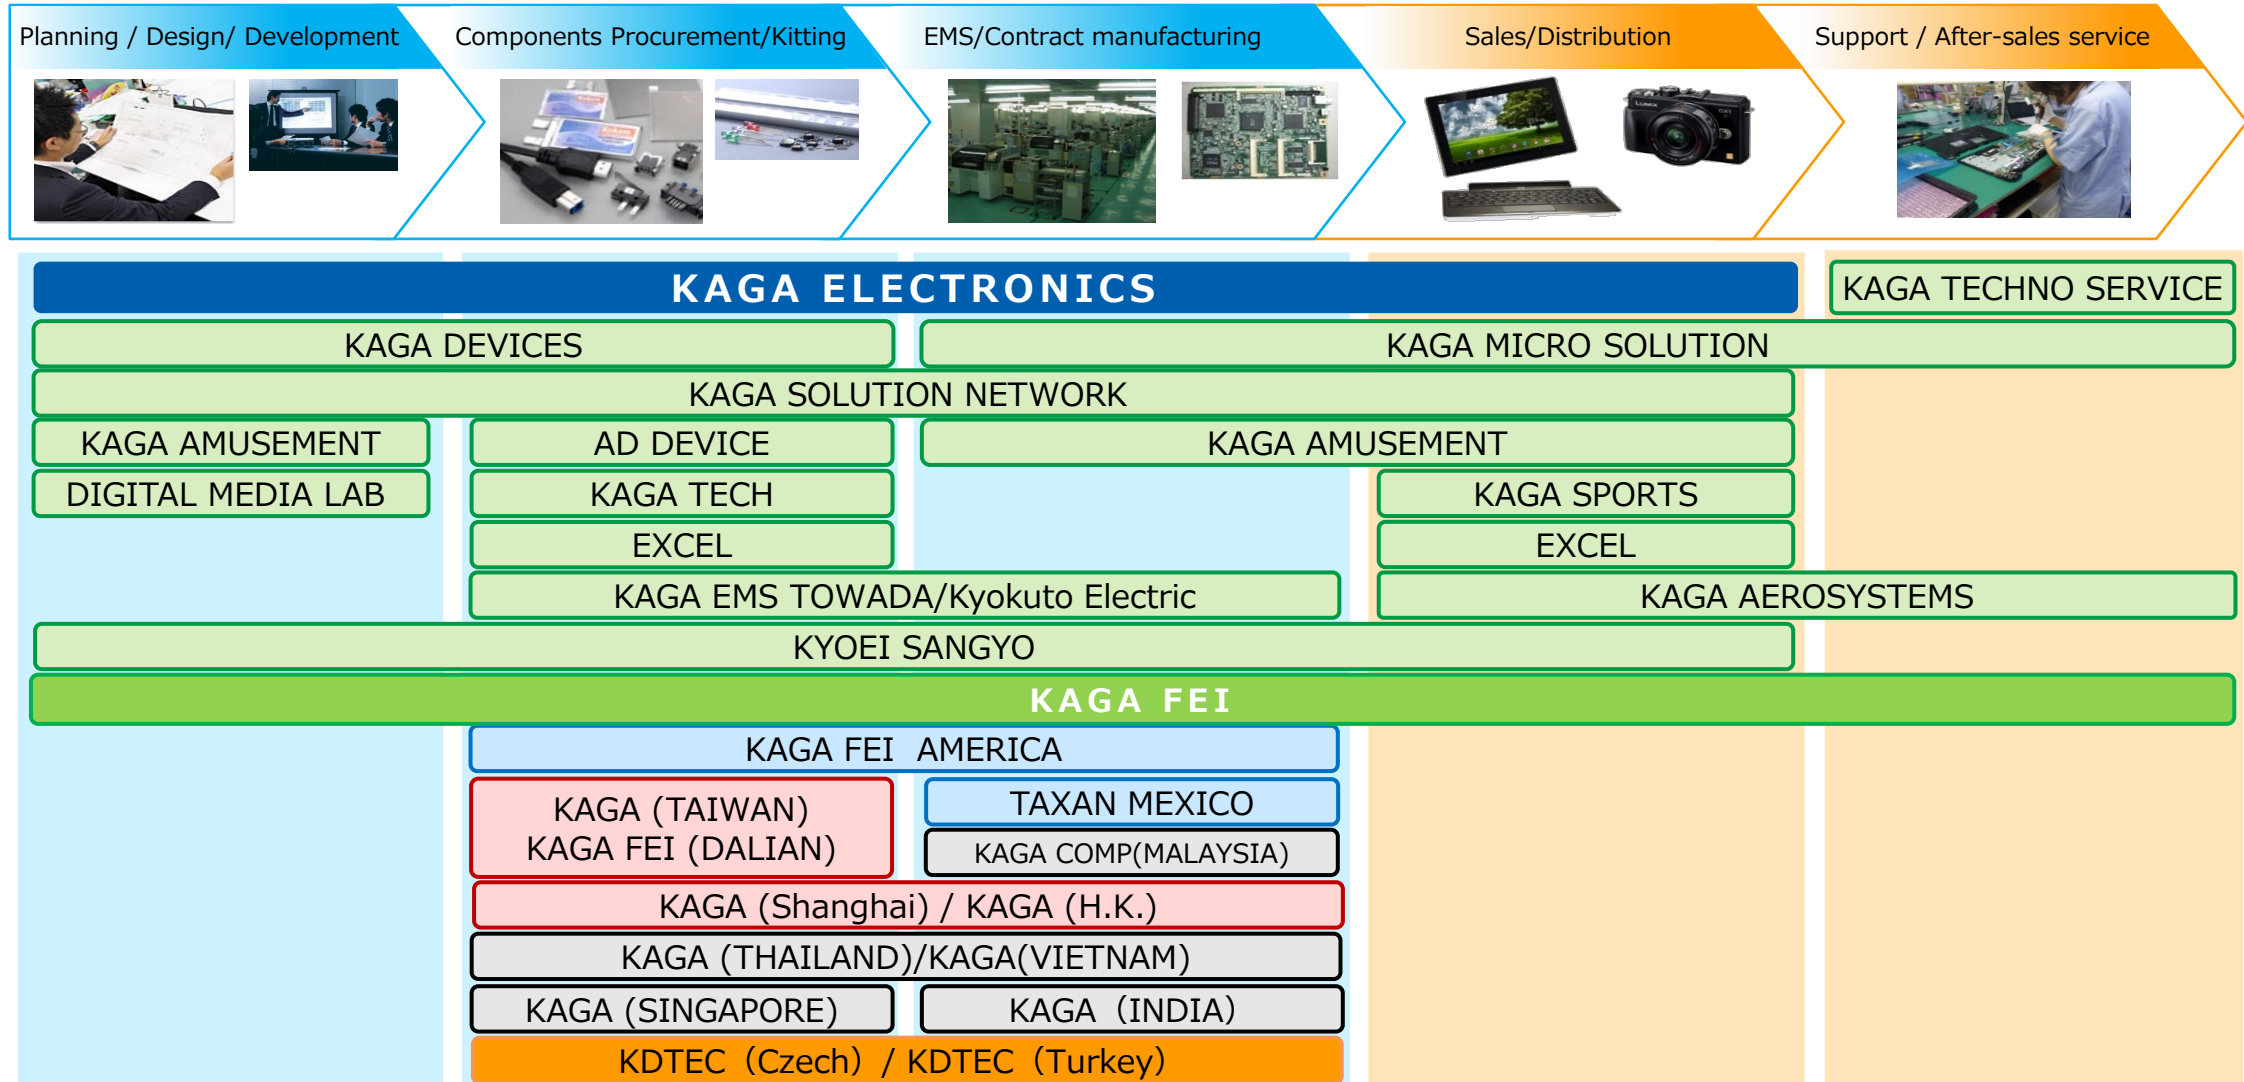 Planning / Design/ Development
Components Procurement/Kitting
EMS/Contract manufacturing
Sales/Distribution
Support / After-sales service
LUMIX
GX1
KAGA ELECTRONICS
KAGA TECHNO SERVICE
KAGA DEVICES
KAGA MICRO SOLUTION
KAGA SOLUTION NETWORK
KAGA AMUSEMENT
AD DEVICE
KAGA AMUSEMENT
DIGITAL MEDIA LAB
KAGA TECH
KAGA SPORTS
EXCEL
EXCEL
KAGA EMS TOWADA/Kyokuto Electric
KAGA AEROSYSTEMS
KYOEI SANGYO
KAGA FEI
KAGA FEI  AMERICA
KAGA (TAIWAN)
KAGA FEI (DALIAN)
TAXAN MEXICO
KAGA COMP(MALAYSIA)
KAGA (Shanghai) / KAGA (H.K.)
KAGA (THAILAND)/KAGA(VIETNAM)
KAGA (SINGAPORE)
KAGA（INDIA）
KDTEC（Czech）/ KDTEC（Turkey）